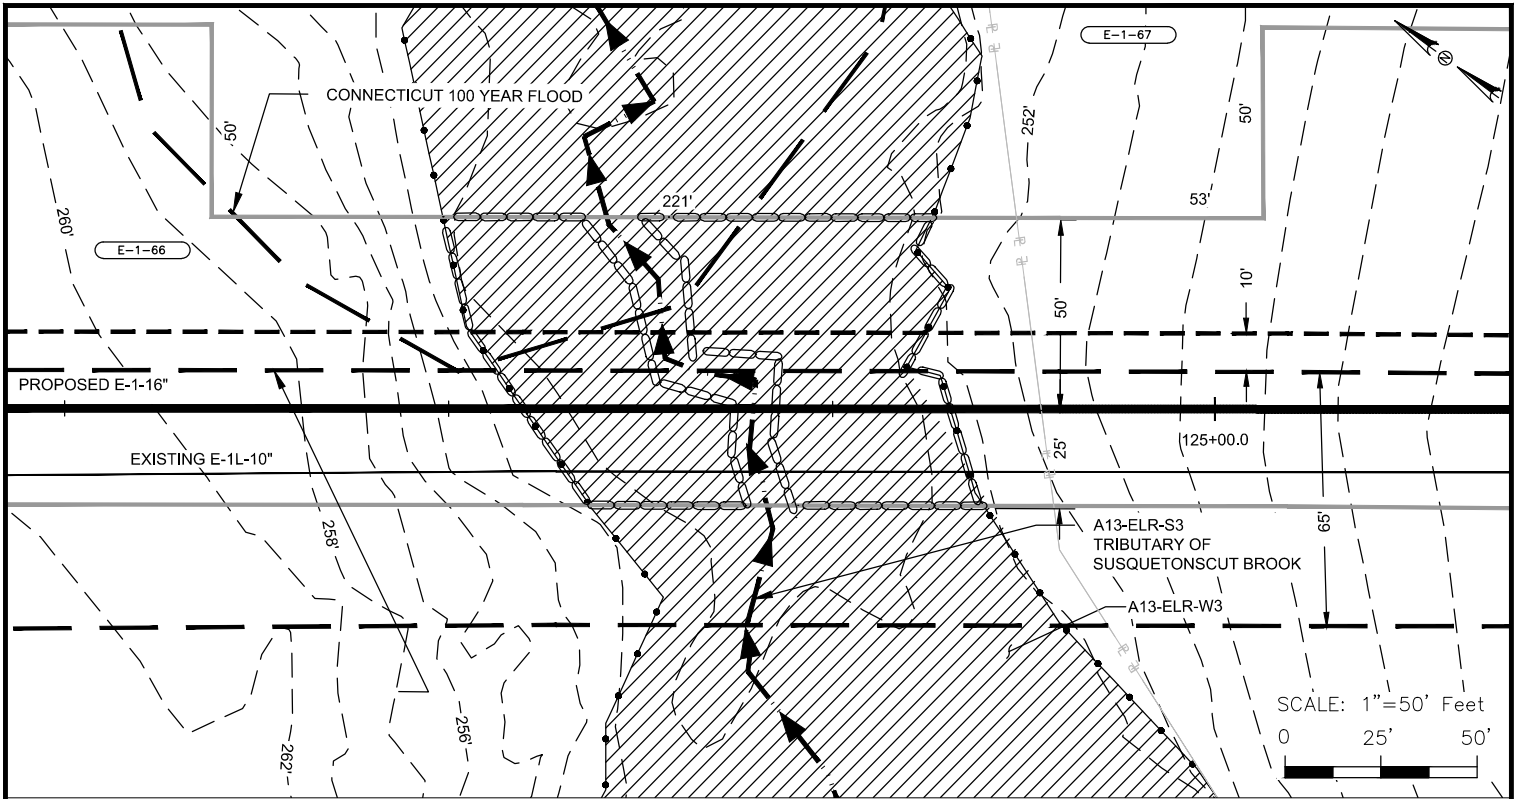 E-1-67
N
CONNECTICUT 100 YEAR FLOOD
50'
252'
50'
221'
53'
260'
E-1-66
50'
10'
PROPOSED E-1-16"
125+00.0
25'
EXISTING E-1L-10"
258'
65'
A13-ELR-S3
TRIBUTARY OF
SUSQUETONSCUT BROOK
A13-ELR-W3
262'
256'
SCALE: 1"=50' Feet
0 25' 50'